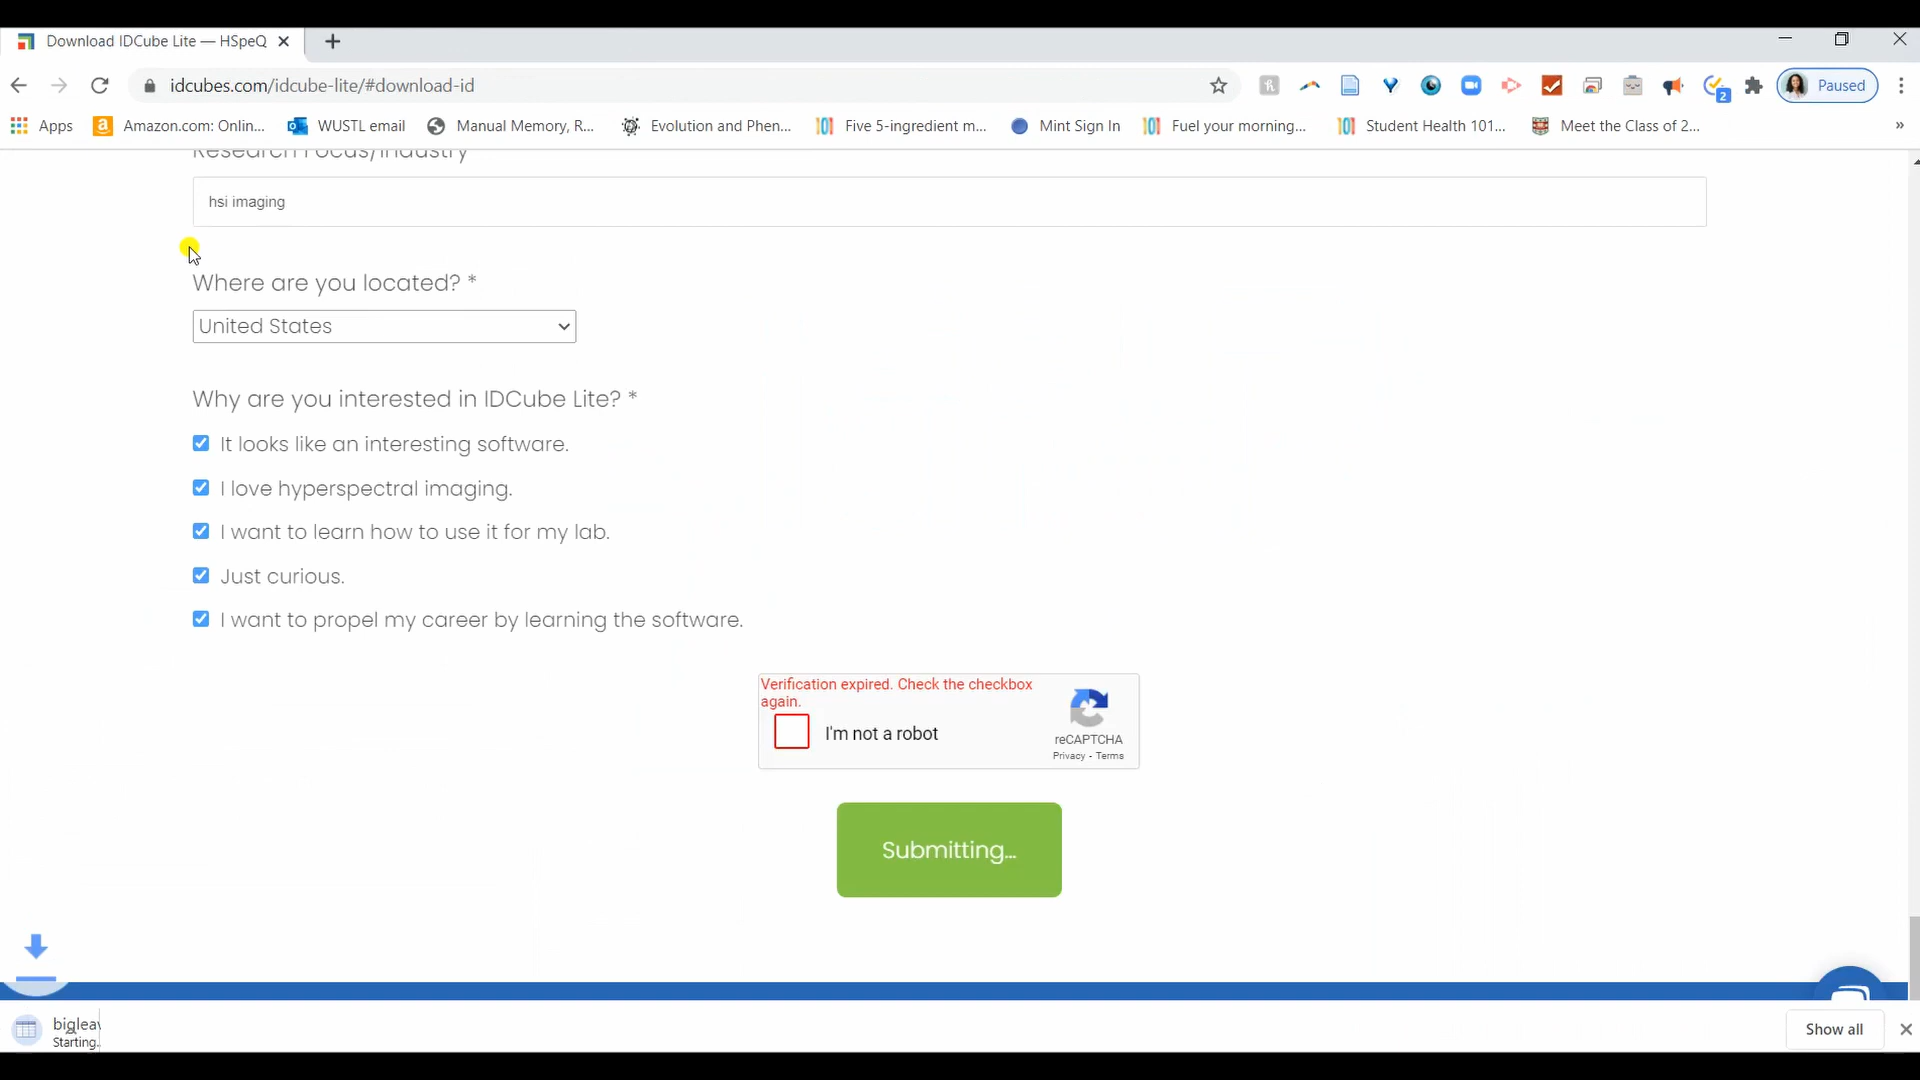 Download IDCube Lite — HSpeQ
idcubes.com/idcube-lite/#download-id
2
Paused
Apps
Amazon.com: Onlin...
WUSTL email
Manual Memory, R...
Evolution and Phen...
Five 5-ingredient m...
Mint Sign In
Fuel your morning...
Student Health 101...
Meet the Class of 2...
»
Research Focus/Industry
hsi imaging
Where are you located? *
United States
Why are you interested in IDCube Lite? *
It looks like an interesting software.
I love hyperspectral imaging.
I want to learn how to use it for my lab.
Just curious.
I want to propel my career by learning the software.
Verification expired. Check the checkbox
again.
I'm not a robot
reCAPTCHA
Privacy - Terms
Submitting...
bigleav
Starting..
Show all